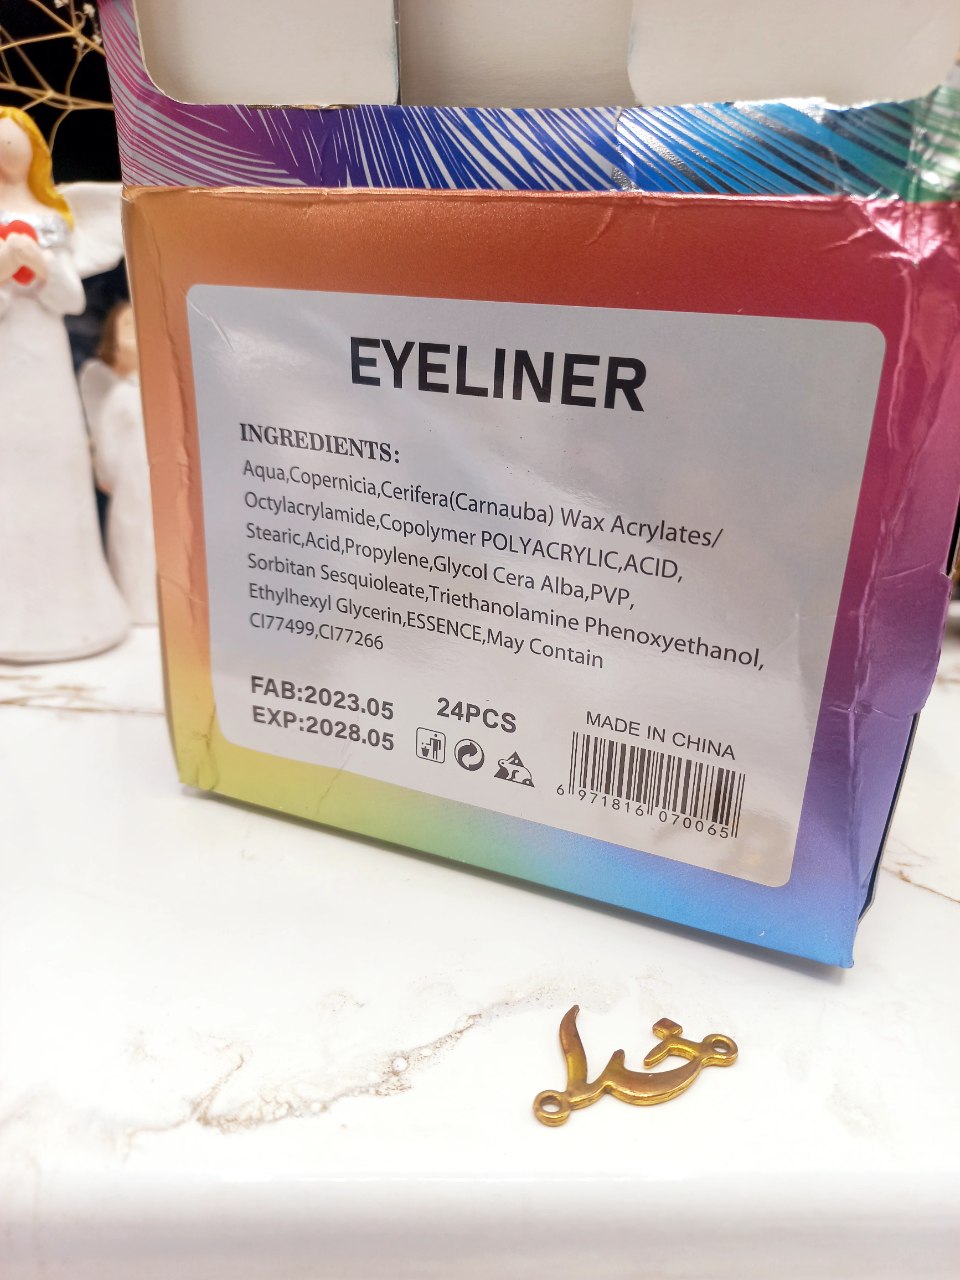 EYELINER
INGREDIENTS:
Aqua,Copernicia,Cerifera(Carnauba) Wax Acrylates/
Octylacrylamide,Copolymer POLYACRYLIC,ACID,
Stearic,Acid,Propylene,Glycol Cera Alba,PVP,
Sorbitan Sesquioleate,Triethanolamine Phenoxyethanol,
Ethylhexyl Glycerin,ESSENCE,May Contain
CI77499,CI77266
FAB:2023.05
EXP:2028.05
24PCS
MADE IN CHINA
6 971816 070065